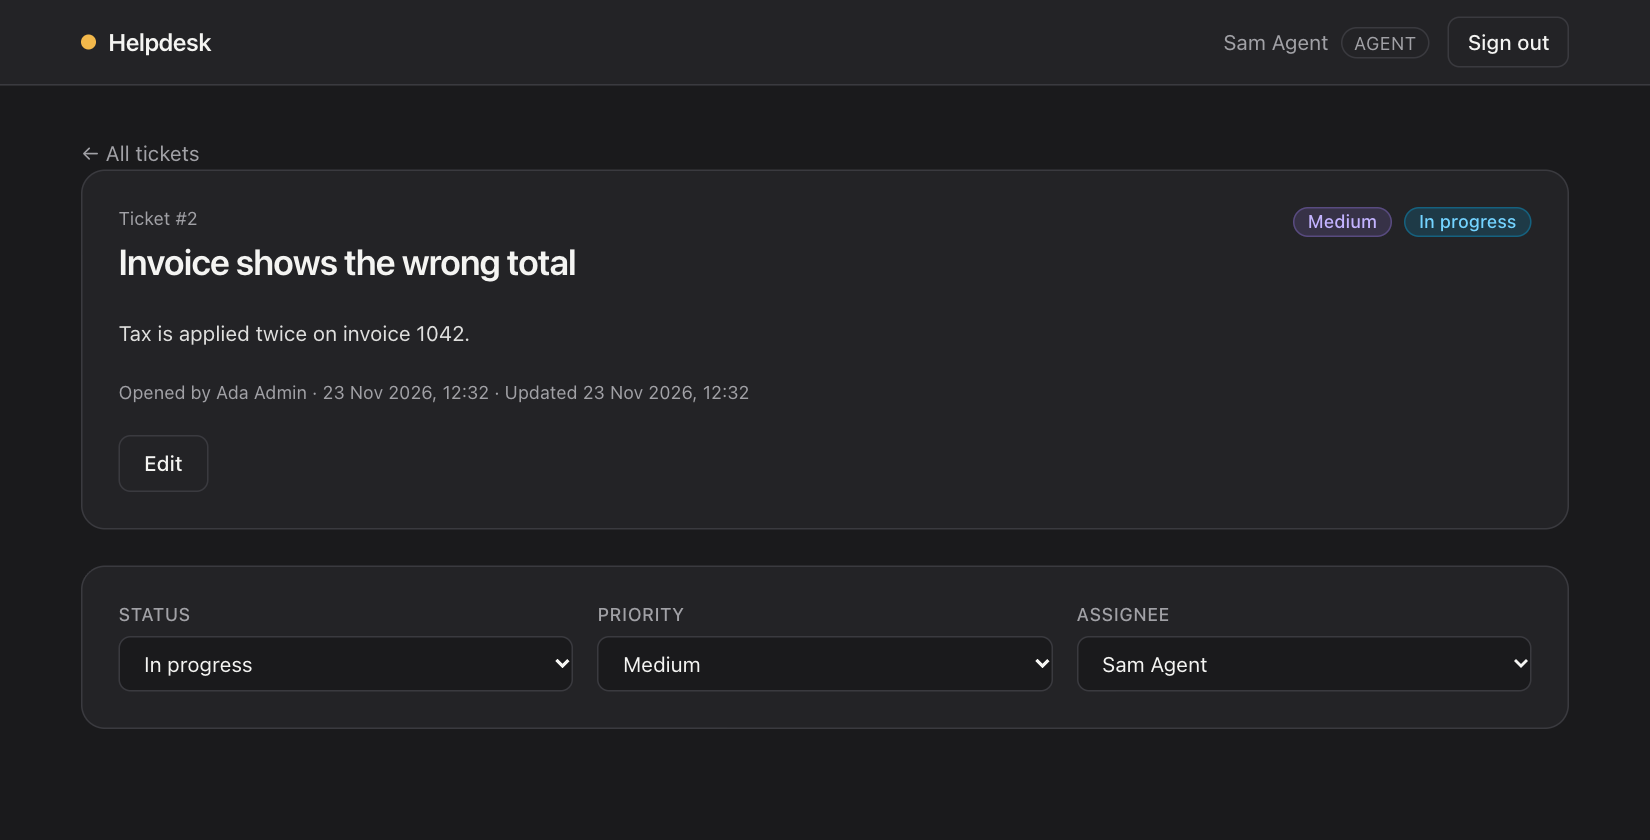 Helpdesk
Sam Agent AGENT Sign out
← All tickets
Ticket #2
Medium In progress
Invoice shows the wrong total
Tax is applied twice on invoice 1042.
Opened by Ada Admin · 23 Nov 2026, 12:32 · Updated 23 Nov 2026, 12:32
Edit
STATUS PRIORITY ASSIGNEE
In progress Medium Sam Agent